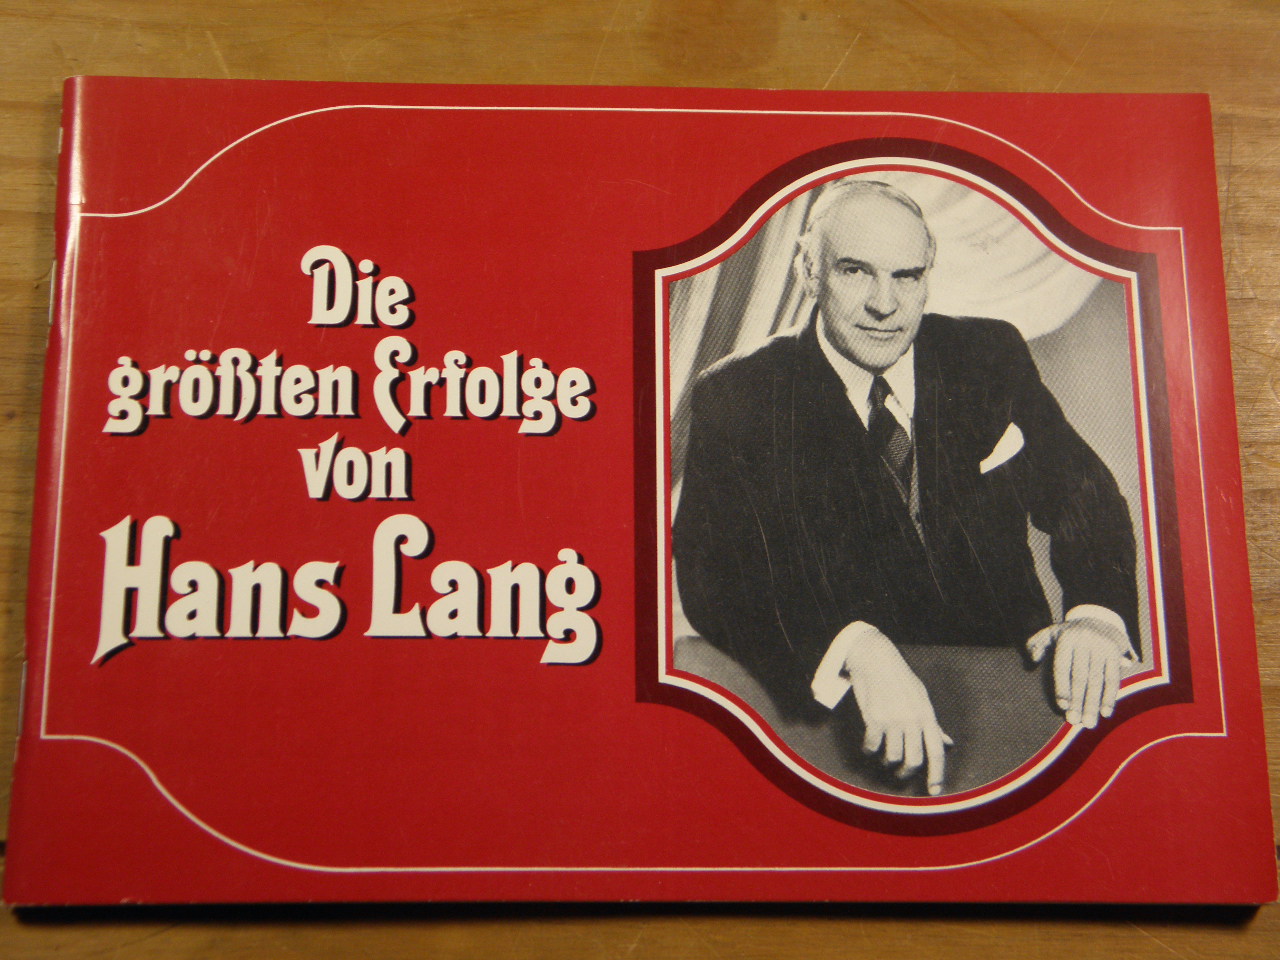 Die
größten Erfolge
von
Hans Lang